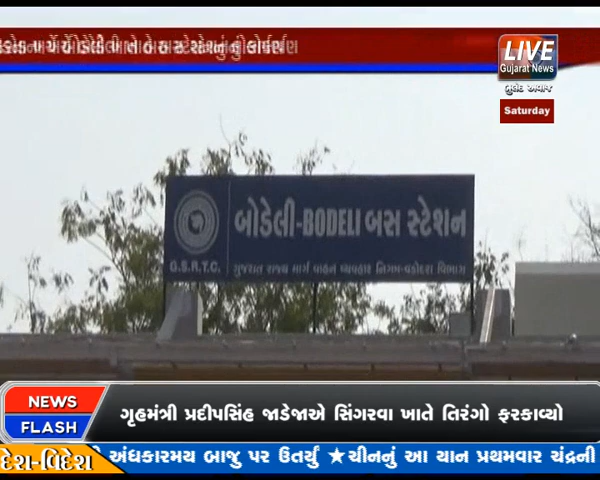 LIVE
Gujarat News
બુલંદ અવાજ
Saturday
બોડેલી-BODELI બસ સ્ટેશન
G.S.R.T.C. ગુજરાત રાજ્ય માર્ગ વાહન વ્યવહાર નિગમ-વડોદરા વિભાગ
NEWS
FLASH
ગૃહમંત્રી પ્રદીપસિંહ જાડેજાએ સિંગરવા ખાતે તિરંગો ફરકાવ્યો
દેશ-વિદેશ
અંધકારમય બાજુ પર ઉતર્યું ★ચીનનું આ યાન પ્રથમવાર ચંદ્રની